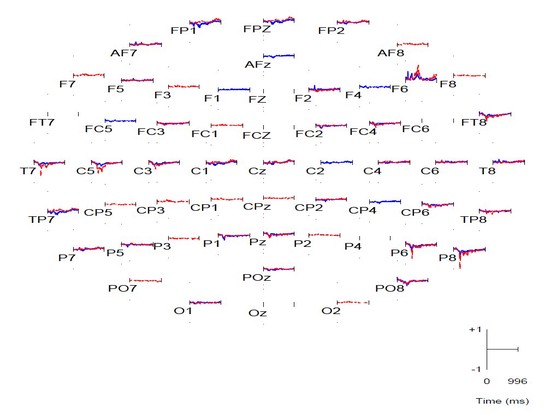 FP1 FPZ FP2
AF7 AF8
AFz
F7 F5 F3 F1 FZ F2 F4 F6 F8
FT7 FC5 FC3 FC1 FCZ FC2 FC4 FC6 FT8
T7 C5 C3 C1 Cz C2 C4 C6 T8
TP7 CP5 CP3 CP1 CPz CP2 CP4 CP6 TP8
P7 P5 P3 P1 Pz P2 P4 P6 P8
POz
PO7 PO8
O1 Oz O2
+1
-1
0 996
Time (ms)